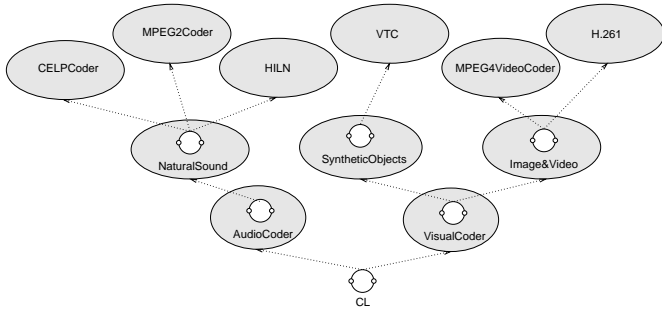 MPEG2Coder
VTC
H.261
CELPCoder
HILN
MPEG4VideoCoder
NaturalSound
SyntheticObjects
Image&Video
AudioCoder
VisualCoder
CL